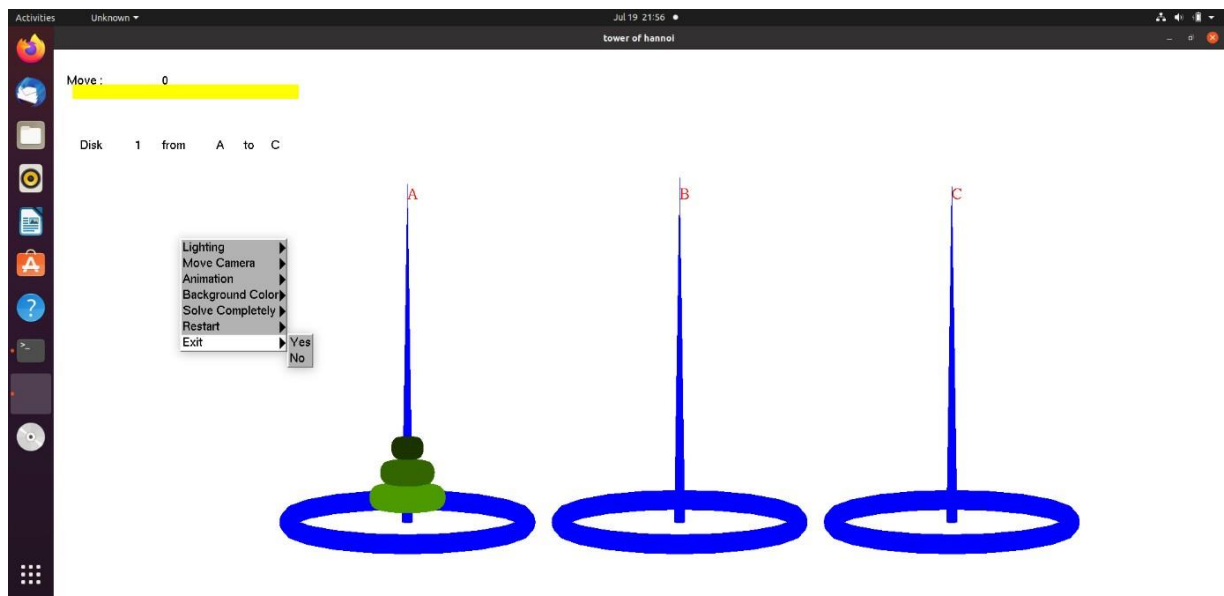 Activities Unknown Jul 19 21:56
tower of hannoi
Move : 0
Disk 1 from A to C
A B C
Lighting
Move Camera
Animation
Background Color
Solve Completely
Restart
Exit Yes
No